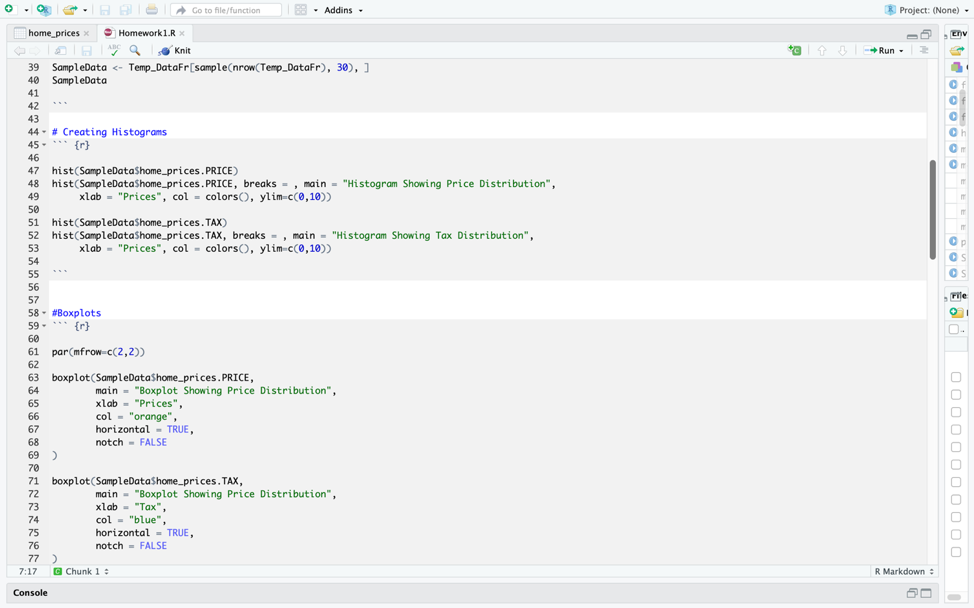 Go to file/function
Addins
Project: (None)
home_prices
Homework1.R
ABC
Knit
Run
39 SampleData <- Temp_DataFr[sample(nrow(Temp_DataFr), 30), ]
40 SampleData
41
42 ```
43
44 # Creating Histograms
45 ``` {r}
46
47 hist(SampleData$home_prices.PRICE)
48 hist(SampleData$home_prices.PRICE, breaks = , main = "Histogram Showing Price Distribution",
49 xlab = "Prices", col = colors(), ylim=c(0,10))
50
51 hist(SampleData$home_prices.TAX)
52 hist(SampleData$home_prices.TAX, breaks = , main = "Histogram Showing Tax Distribution",
53 xlab = "Prices", col = colors(), ylim=c(0,10))
54
55 ```
56
57
58 #Boxplots
59 ``` {r}
60
61 par(mfrow=c(2,2))
62
63 boxplot(SampleData$home_prices.PRICE,
64 main = "Boxplot Showing Price Distribution",
65 xlab = "Prices",
66 col = "orange",
67 horizontal = TRUE,
68 notch = FALSE
69 )
70
71 boxplot(SampleData$home_prices.TAX,
72 main = "Boxplot Showing Price Distribution",
73 xlab = "Tax",
74 col = "blue",
75 horizontal = TRUE,
76 notch = FALSE
77 )
7:17 Chunk 1 R Markdown
Console